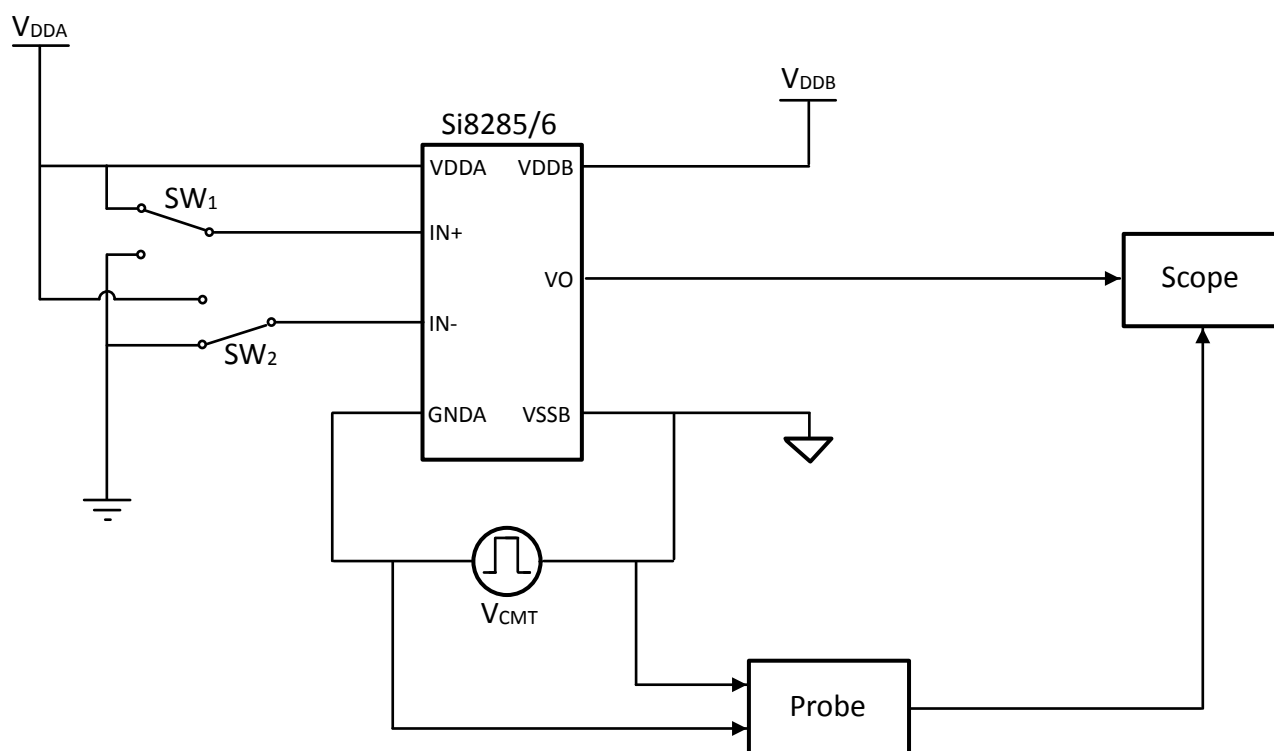 VDDA
VDDB
Si8285/6
VDDA VDDB
SW1
IN+
VO
Scope
IN-
SW2
GNDA VSSB
VCMT
Probe